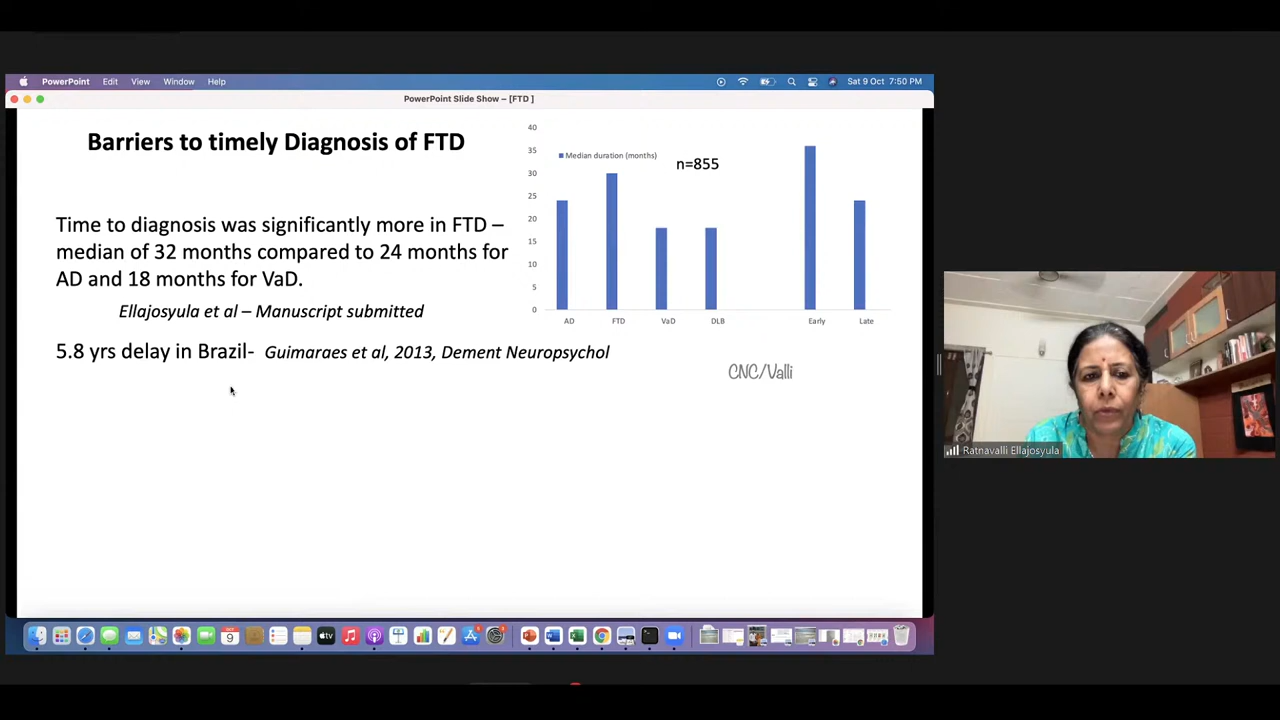 PowerPoint Edit View Window Help Sat 9 Oct 7:50 PM
PowerPoint Slide Show – [FTD ]
Barriers to timely Diagnosis of FTD
Time to diagnosis was significantly more in FTD –
median of 32 months compared to 24 months for
AD and 18 months for VaD.
Ellajosyula et al – Manuscript submitted
5.8 yrs delay in Brazil- Guimaraes et al, 2013, Dement Neuropsychol
40
35
30
25
20
15
10
5
0
Median duration (months)
n=855
AD FTD VaD DLB Early Late
CNC/Valli
Ratnavalli Ellajosyula
OCT
9
tv